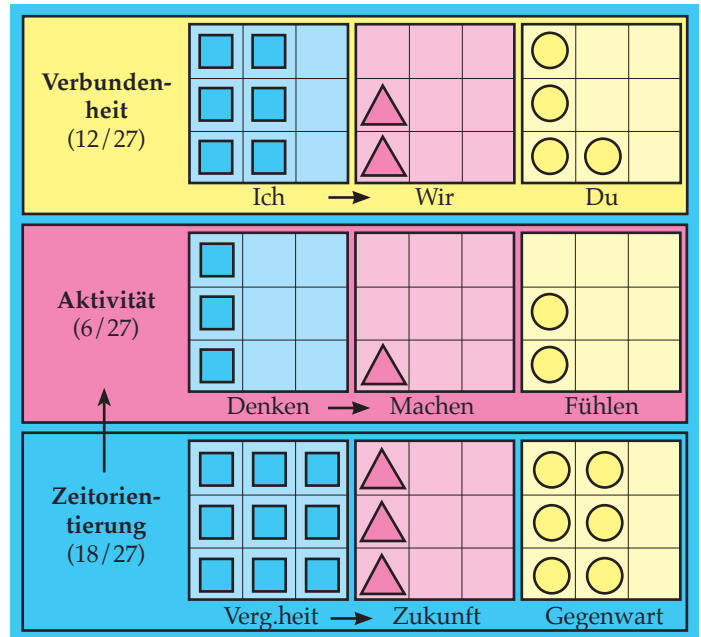 Verbunden-
heit
(12/27)
Ich → Wir Du
Aktivität
(6/27)
Denken → Machen Fühlen
Zeitorien-
tierung
(18/27)
Verg.heit → Zukunft Gegenwart